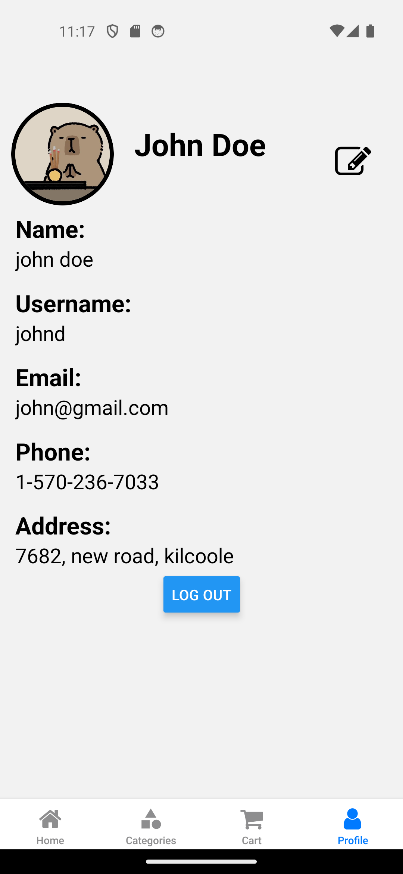 11:17
John Doe
Name:
john doe
Username:
johnd
Email:
john@gmail.com
Phone:
1-570-236-7033
Address:
7682, new road, kilcoole
LOG OUT
Home
Categories
Cart
Profile